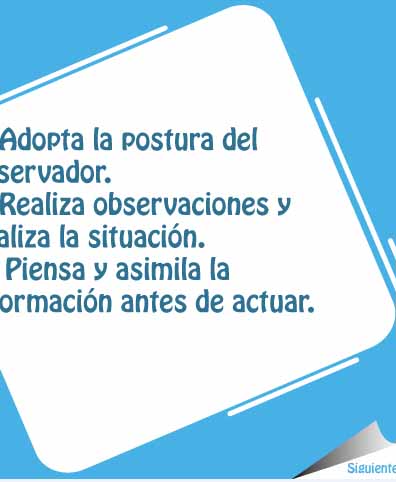 Adopta la postura del
servador.
Realiza observaciones y
aliza la situación.
Piensa y asimila la
ormación antes de actuar.
Siguiente